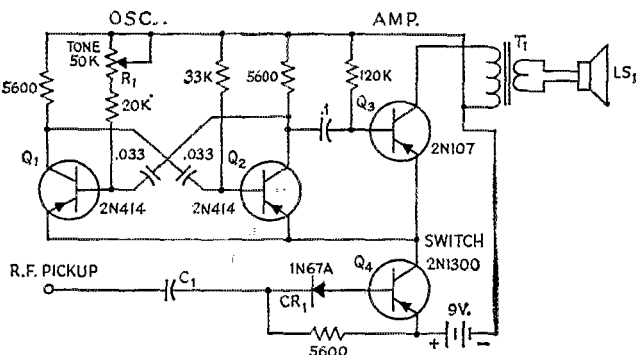 OSC. AMP.
TONE
50K
R1
5600
20K
33K
5600
120K
.1
T1
LS1
Q1
.033
.033
Q2
Q3
2N414
2N414
2N107
SWITCH
Q4
2N1300
R.F. PICKUP
C1
1N67A
CR1
5600
9V.
+ −